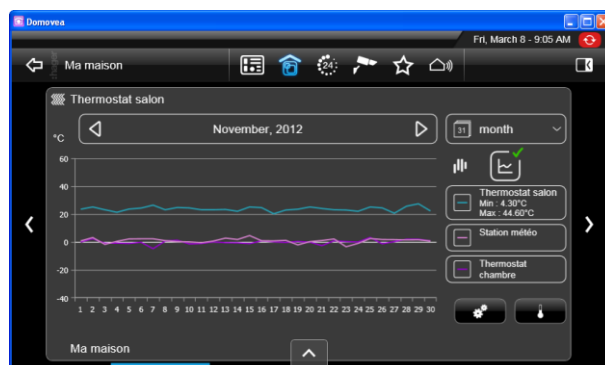 Domovea
Fri, March 8 - 9:05 AM
Ma maison
24
Thermostat salon
°C
November, 2012
31 month
60
40
20
0
-20
-40
1 2 3 4 5 6 7 8 9 10 11 12 13 14 15 16 17 18 19 20 21 22 23 24 25 26 27 28 29 30
Thermostat salon
Min : 4.30°C
Max : 44.60°C
Station météo
Thermostat
chambre
Ma maison